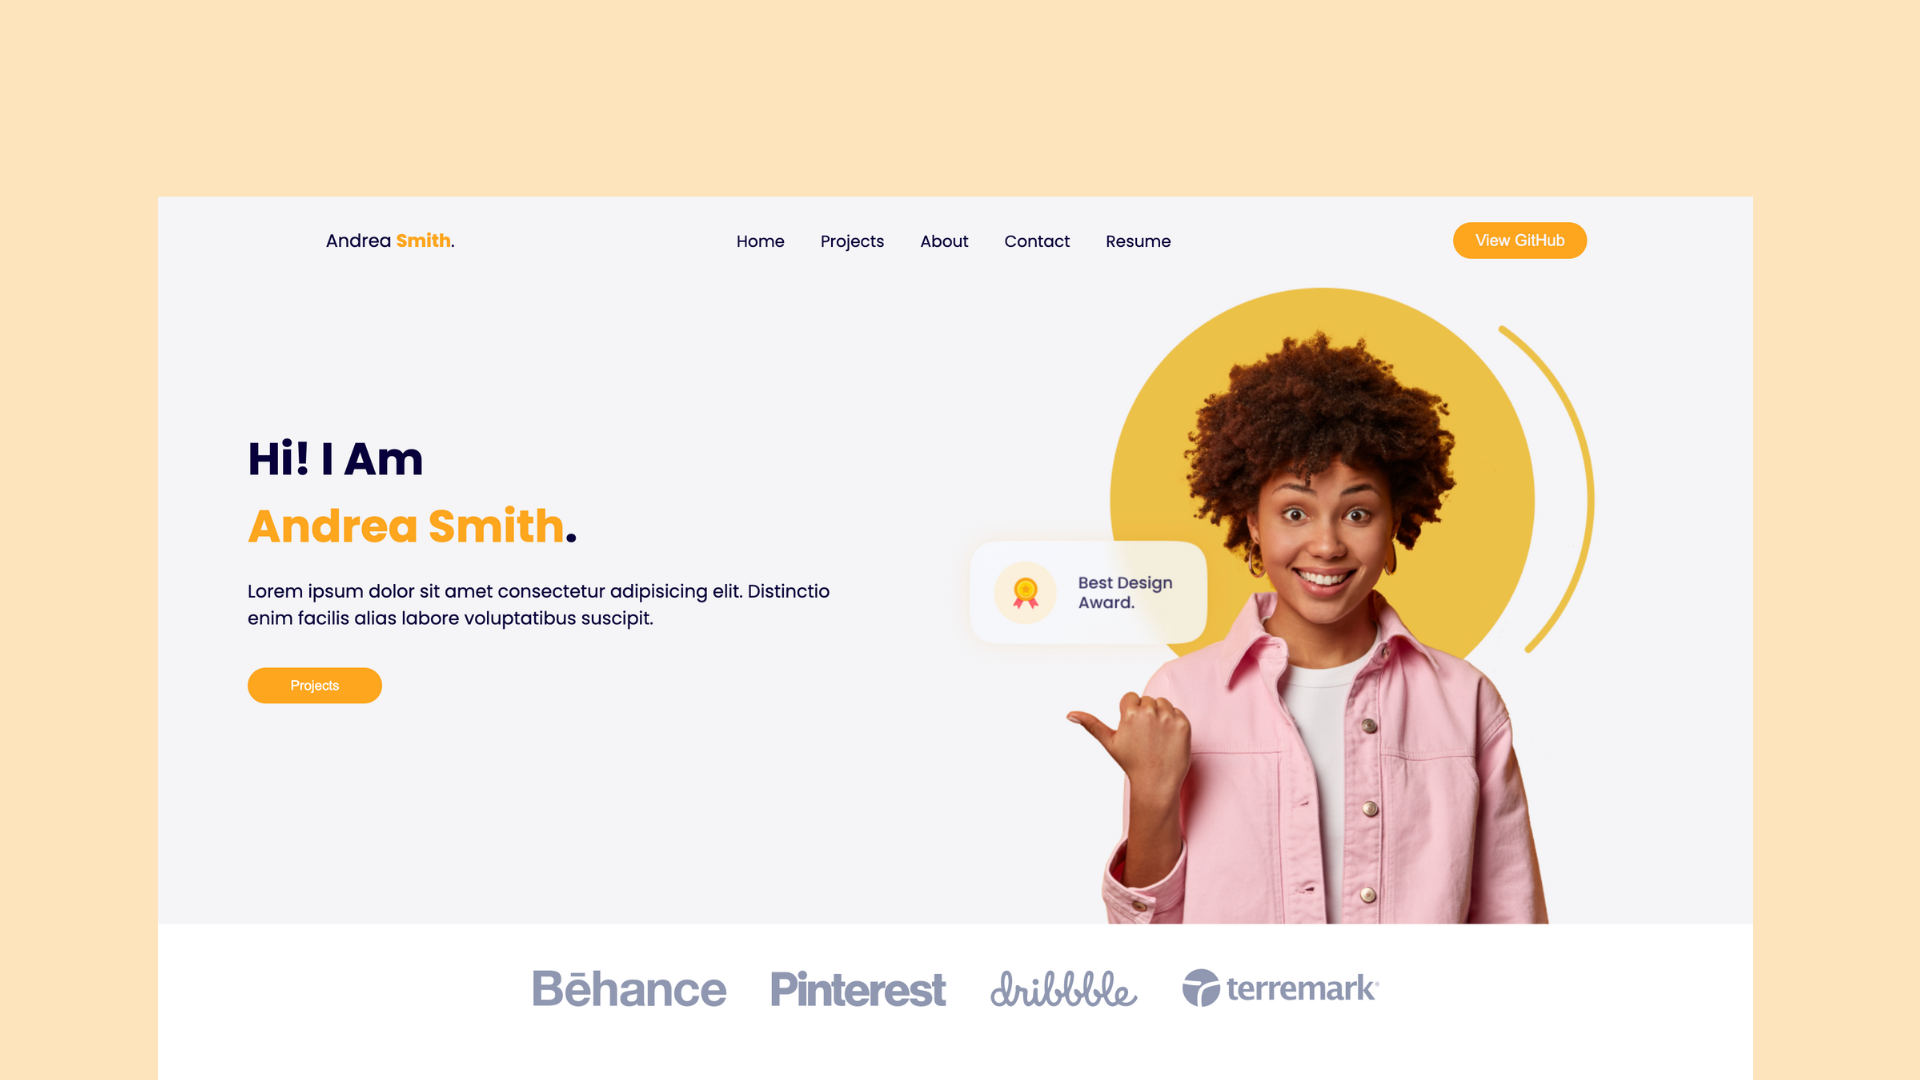 Andrea Smith.
Home Projects About Contact Resume
View GitHub
Hi! I Am
Andrea Smith.
Lorem ipsum dolor sit amet consectetur adipisicing elit. Distinctio
enim facilis alias labore voluptatibus suscipit.
Projects
Best Design
Award.
Bēhance Pinterest dribbble terremark®